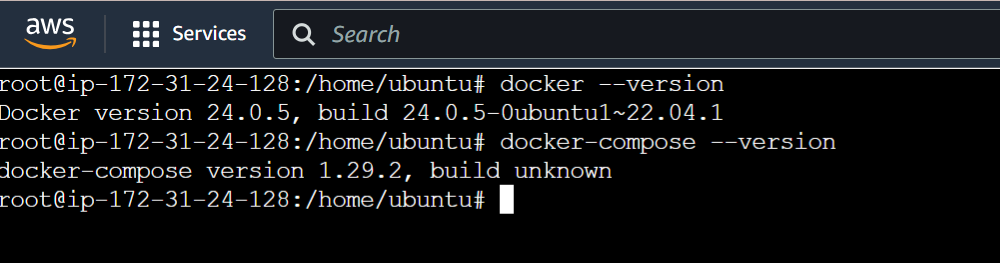 aws
Services
Search
root@ip-172-31-24-128:/home/ubuntu# docker --version
Docker version 24.0.5, build 24.0.5-0ubuntu1~22.04.1
root@ip-172-31-24-128:/home/ubuntu# docker-compose --version
docker-compose version 1.29.2, build unknown
root@ip-172-31-24-128:/home/ubuntu#